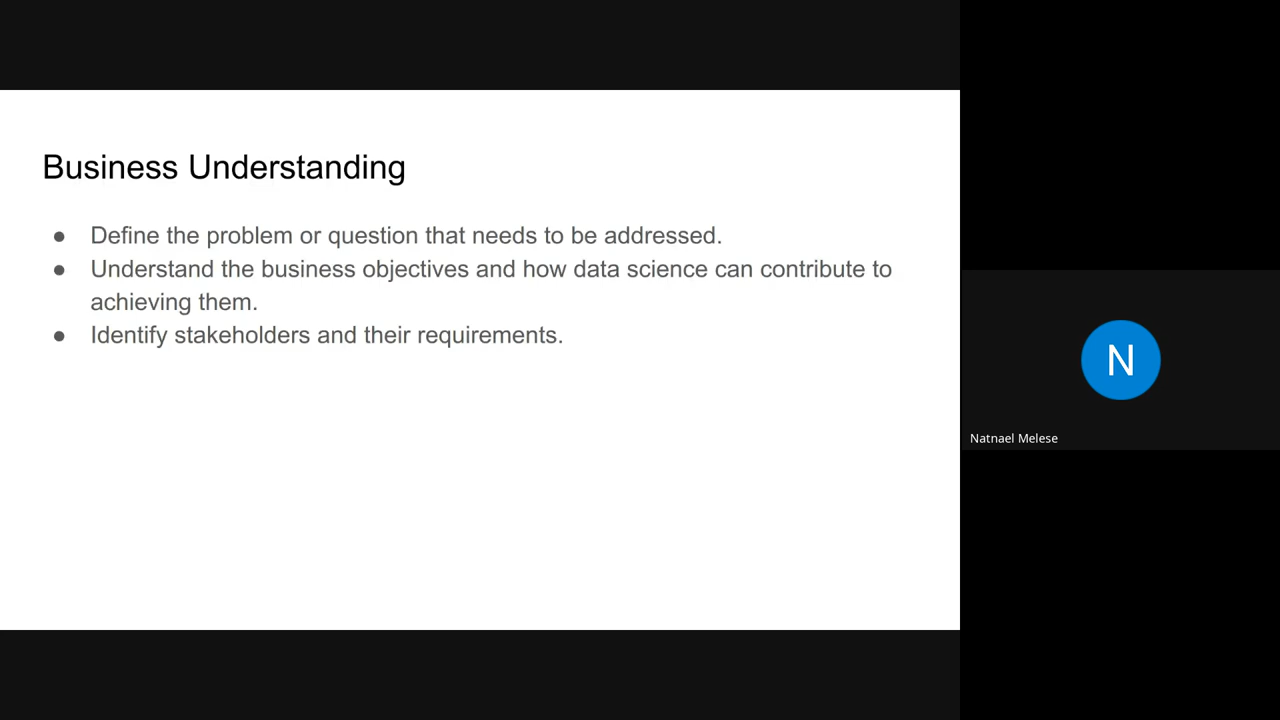 Business Understanding
● Define the problem or question that needs to be addressed.
● Understand the business objectives and how data science can contribute to
achieving them.
● Identify stakeholders and their requirements.
N
Natnael Melese